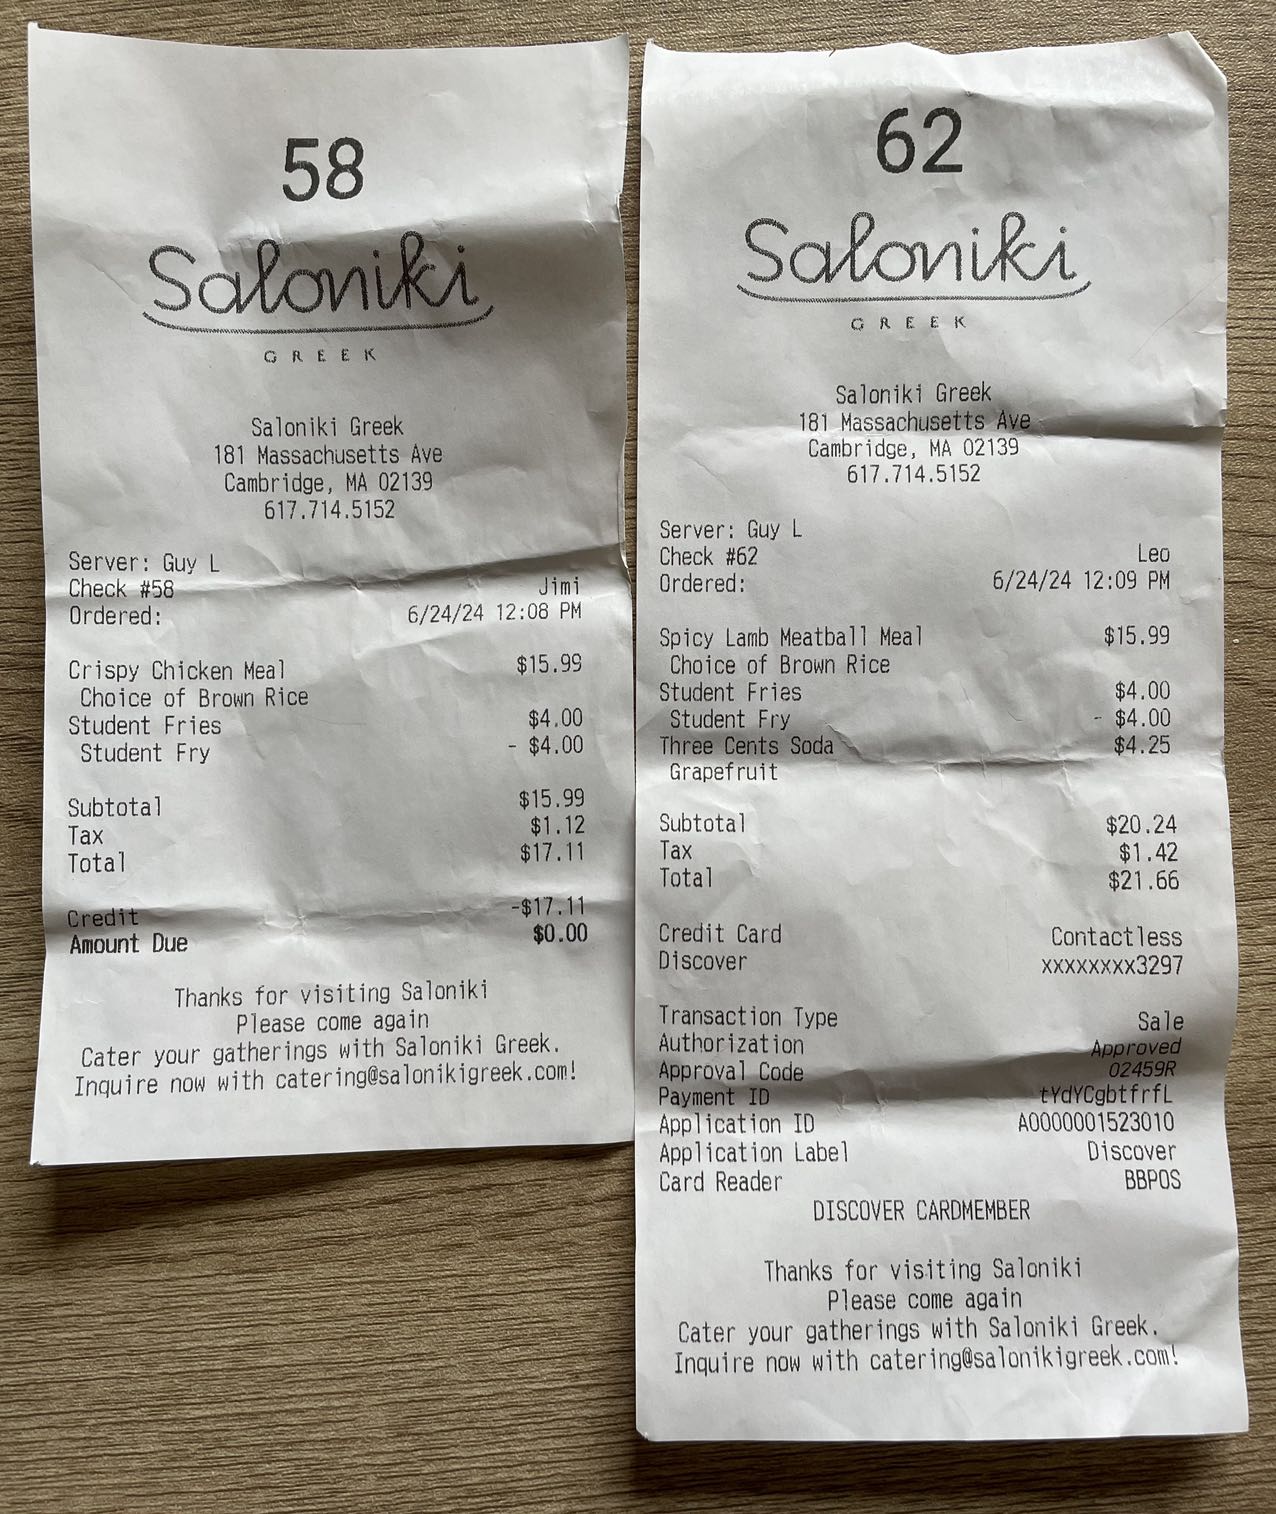 58
Saloniki
GREEK
Saloniki Greek
181 Massachusetts Ave
Cambridge, MA 02139
617.714.5152
Server: Guy L
Check #58 Jimi
Ordered: 6/24/24 12:08 PM
Crispy Chicken Meal $15.99
Choice of Brown Rice
Student Fries $4.00
Student Fry - $4.00
Subtotal $15.99
Tax $1.12
Total $17.11
Credit -$17.11
Amount Due $0.00
Thanks for visiting Saloniki
Please come again
Cater your gatherings with Saloniki Greek.
Inquire now with catering@salonikigreek.com!
62
Saloniki
GREEK
Saloniki Greek
181 Massachusetts Ave
Cambridge, MA 02139
617.714.5152
Server: Guy L
Check #62 Leo
Ordered: 6/24/24 12:09 PM
Spicy Lamb Meatball Meal $15.99
Choice of Brown Rice
Student Fries $4.00
Student Fry - $4.00
Three Cents Soda $4.25
Grapefruit
Subtotal $20.24
Tax $1.42
Total $21.66
Credit Card Contactless
Discover xxxxxxxx3297
Transaction Type Sale
Authorization Approved
Approval Code 02459R
Payment ID tYdYCgbtfrfL
Application ID A0000001523010
Application Label Discover
Card Reader BBPOS
DISCOVER CARDMEMBER
Thanks for visiting Saloniki
Please come again
Cater your gatherings with Saloniki Greek.
Inquire now with catering@salonikigreek.com!